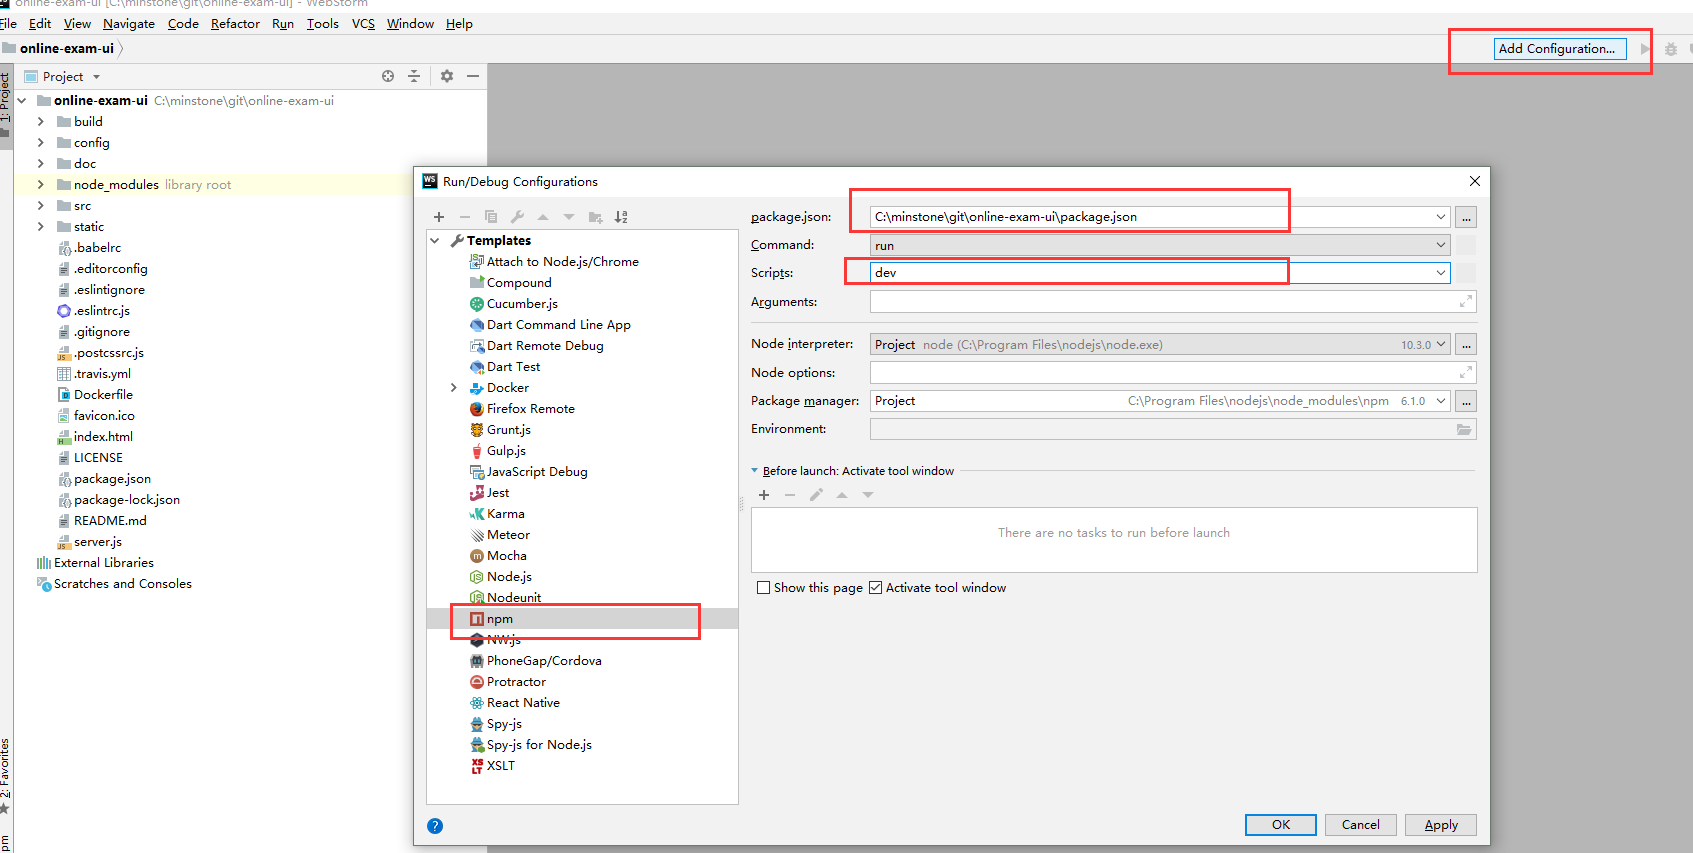 online-exam-ui [C:\minstone\git\online-exam-ui] - WebStorm
File Edit View Navigate Code Refactor Run Tools VCS Window Help
online-exam-ui
Add Configuration...
1: Project
Project
online-exam-ui C:\minstone\git\online-exam-ui
build
config
doc
node_modules library root
src
static
.babelrc
.editorconfig
.eslintignore
.eslintrc.js
.gitignore
.postcssrc.js
.travis.yml
Dockerfile
favicon.ico
index.html
LICENSE
package.json
package-lock.json
README.md
server.js
External Libraries
Scratches and Consoles
2: Favorites
Run/Debug Configurations
Templates
Attach to Node.js/Chrome
Compound
Cucumber.js
Dart Command Line App
Dart Remote Debug
Dart Test
Docker
Firefox Remote
Grunt.js
Gulp.js
JavaScript Debug
Jest
Karma
Meteor
Mocha
Node.js
Nodeunit
npm
NW.js
PhoneGap/Cordova
Protractor
React Native
Spy-js
Spy-js for Node.js
XSLT
package.json: C:\minstone\git\online-exam-ui\package.json ...
Command: run
Scripts: dev
Arguments:
Node interpreter: Project node (C:\Program Files\nodejs\node.exe) 10.3.0 ...
Node options:
Package manager: Project C:\Program Files\nodejs\node_modules\npm 6.1.0 ...
Environment:
Before launch: Activate tool window
There are no tasks to run before launch
Show this page Activate tool window
? OK Cancel Apply